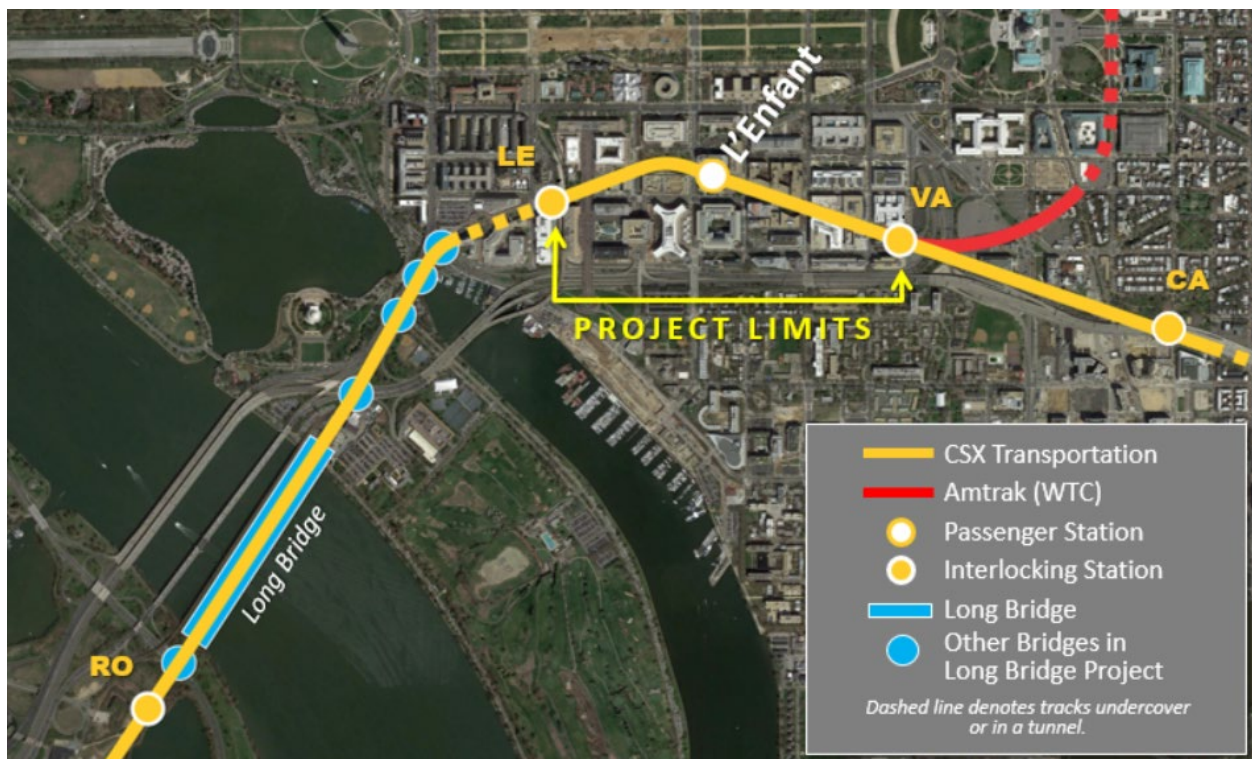 L'Enfant
LE
VA
CA
PROJECT LIMITS
Long Bridge
RO
CSX Transportation
Amtrak (WTC)
Passenger Station
Interlocking Station
Long Bridge
Other Bridges in
Long Bridge Project
Dashed line denotes tracks undercover
or in a tunnel.